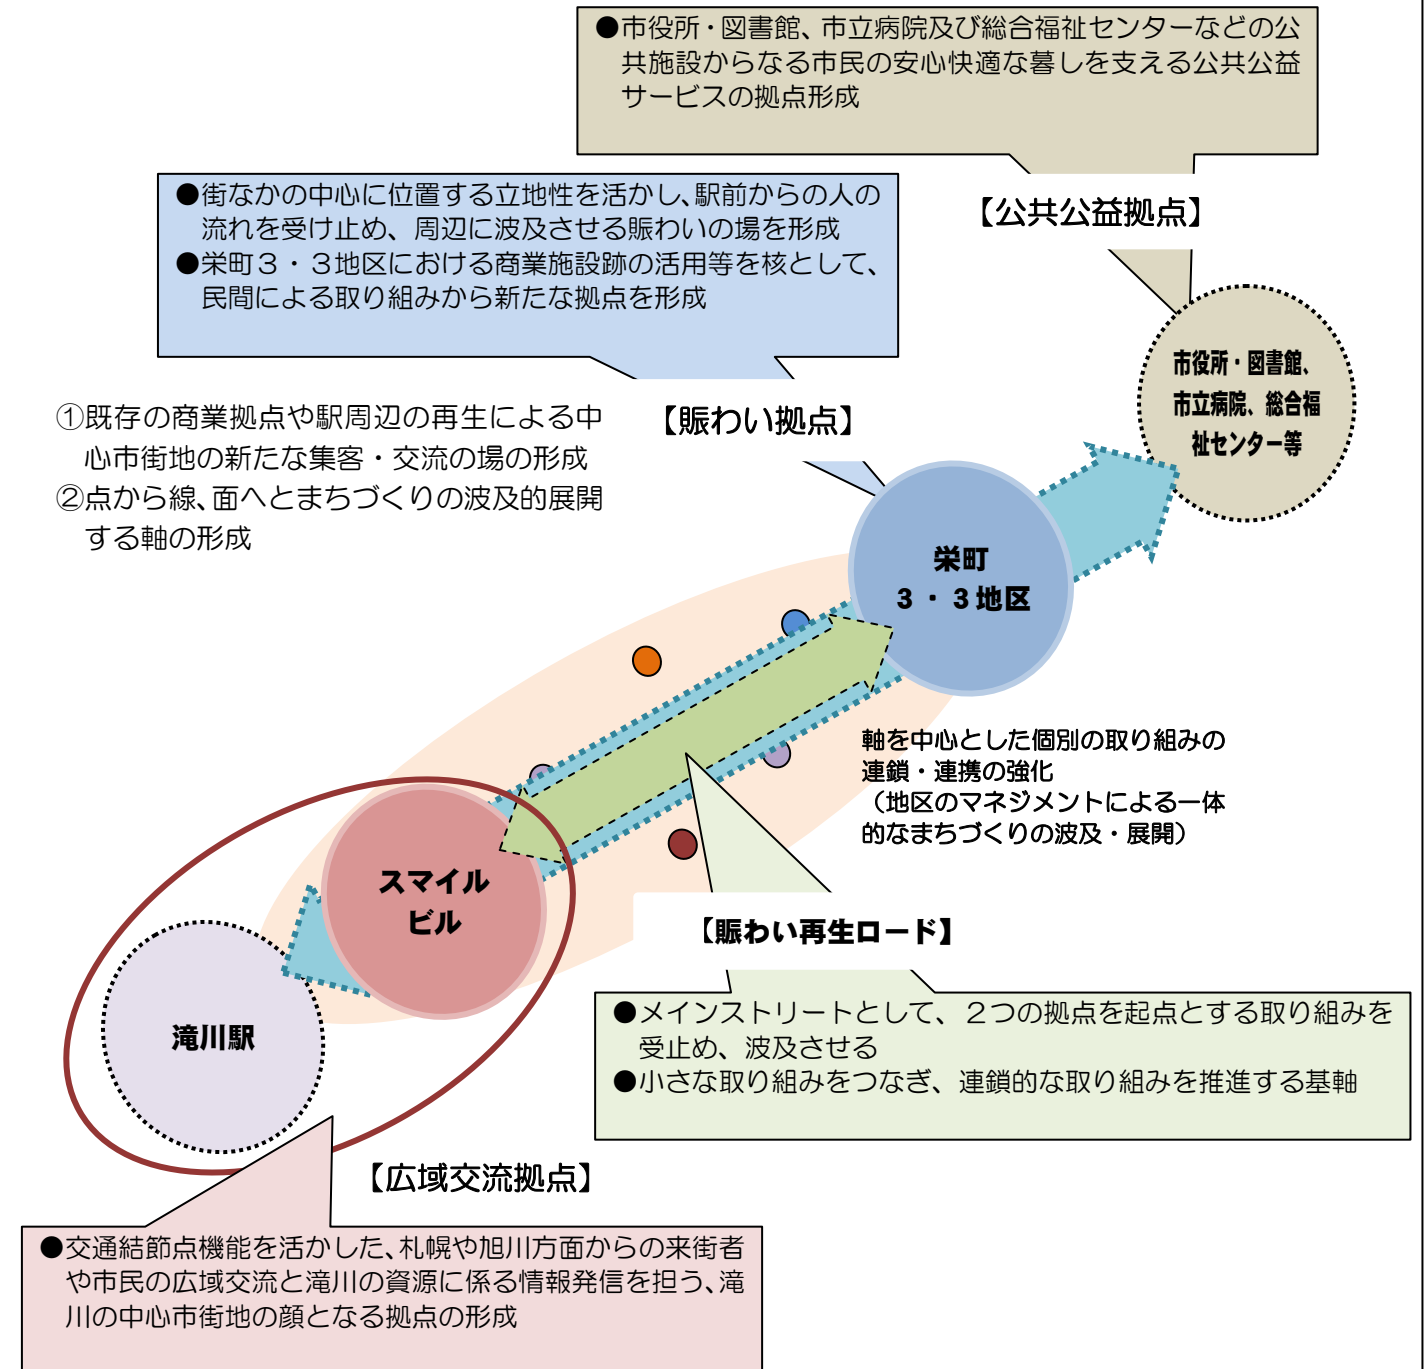 ●市役所・図書館、市立病院及び総合福祉センターなどの公
共施設からなる市民の安心快適な暮しを支える公共公益
サービスの拠点形成
【公共公益拠点】
●街なかの中心に位置する立地性を活かし、駅前からの人の
流れを受け止め、周辺に波及させる賑わいの場を形成
●栄町３・３地区における商業施設跡の活用等を核として、
民間による取り組みから新たな拠点を形成
【賑わい拠点】
市役所・図書館、
市立病院、総合福
祉センター等
①既存の商業拠点や駅周辺の再生による中
心市街地の新たな集客・交流の場の形成
②点から線、面へとまちづくりの波及的展開
する軸の形成
栄町
３・３地区
軸を中心とした個別の取り組みの
連鎖・連携の強化
（地区のマネジメントによる一体
的なまちづくりの波及・展開）
スマイル
ビル
【賑わい再生ロード】
滝川駅
●メインストリートとして、２つの拠点を起点とする取り組みを
受止め、波及させる
●小さな取り組みをつなぎ、連鎖的な取り組みを推進する基軸
【広域交流拠点】
●交通結節点機能を活かした、札幌や旭川方面からの来街者
や市民の広域交流と滝川の資源に係る情報発信を担う、滝
川の中心市街地の顔となる拠点の形成